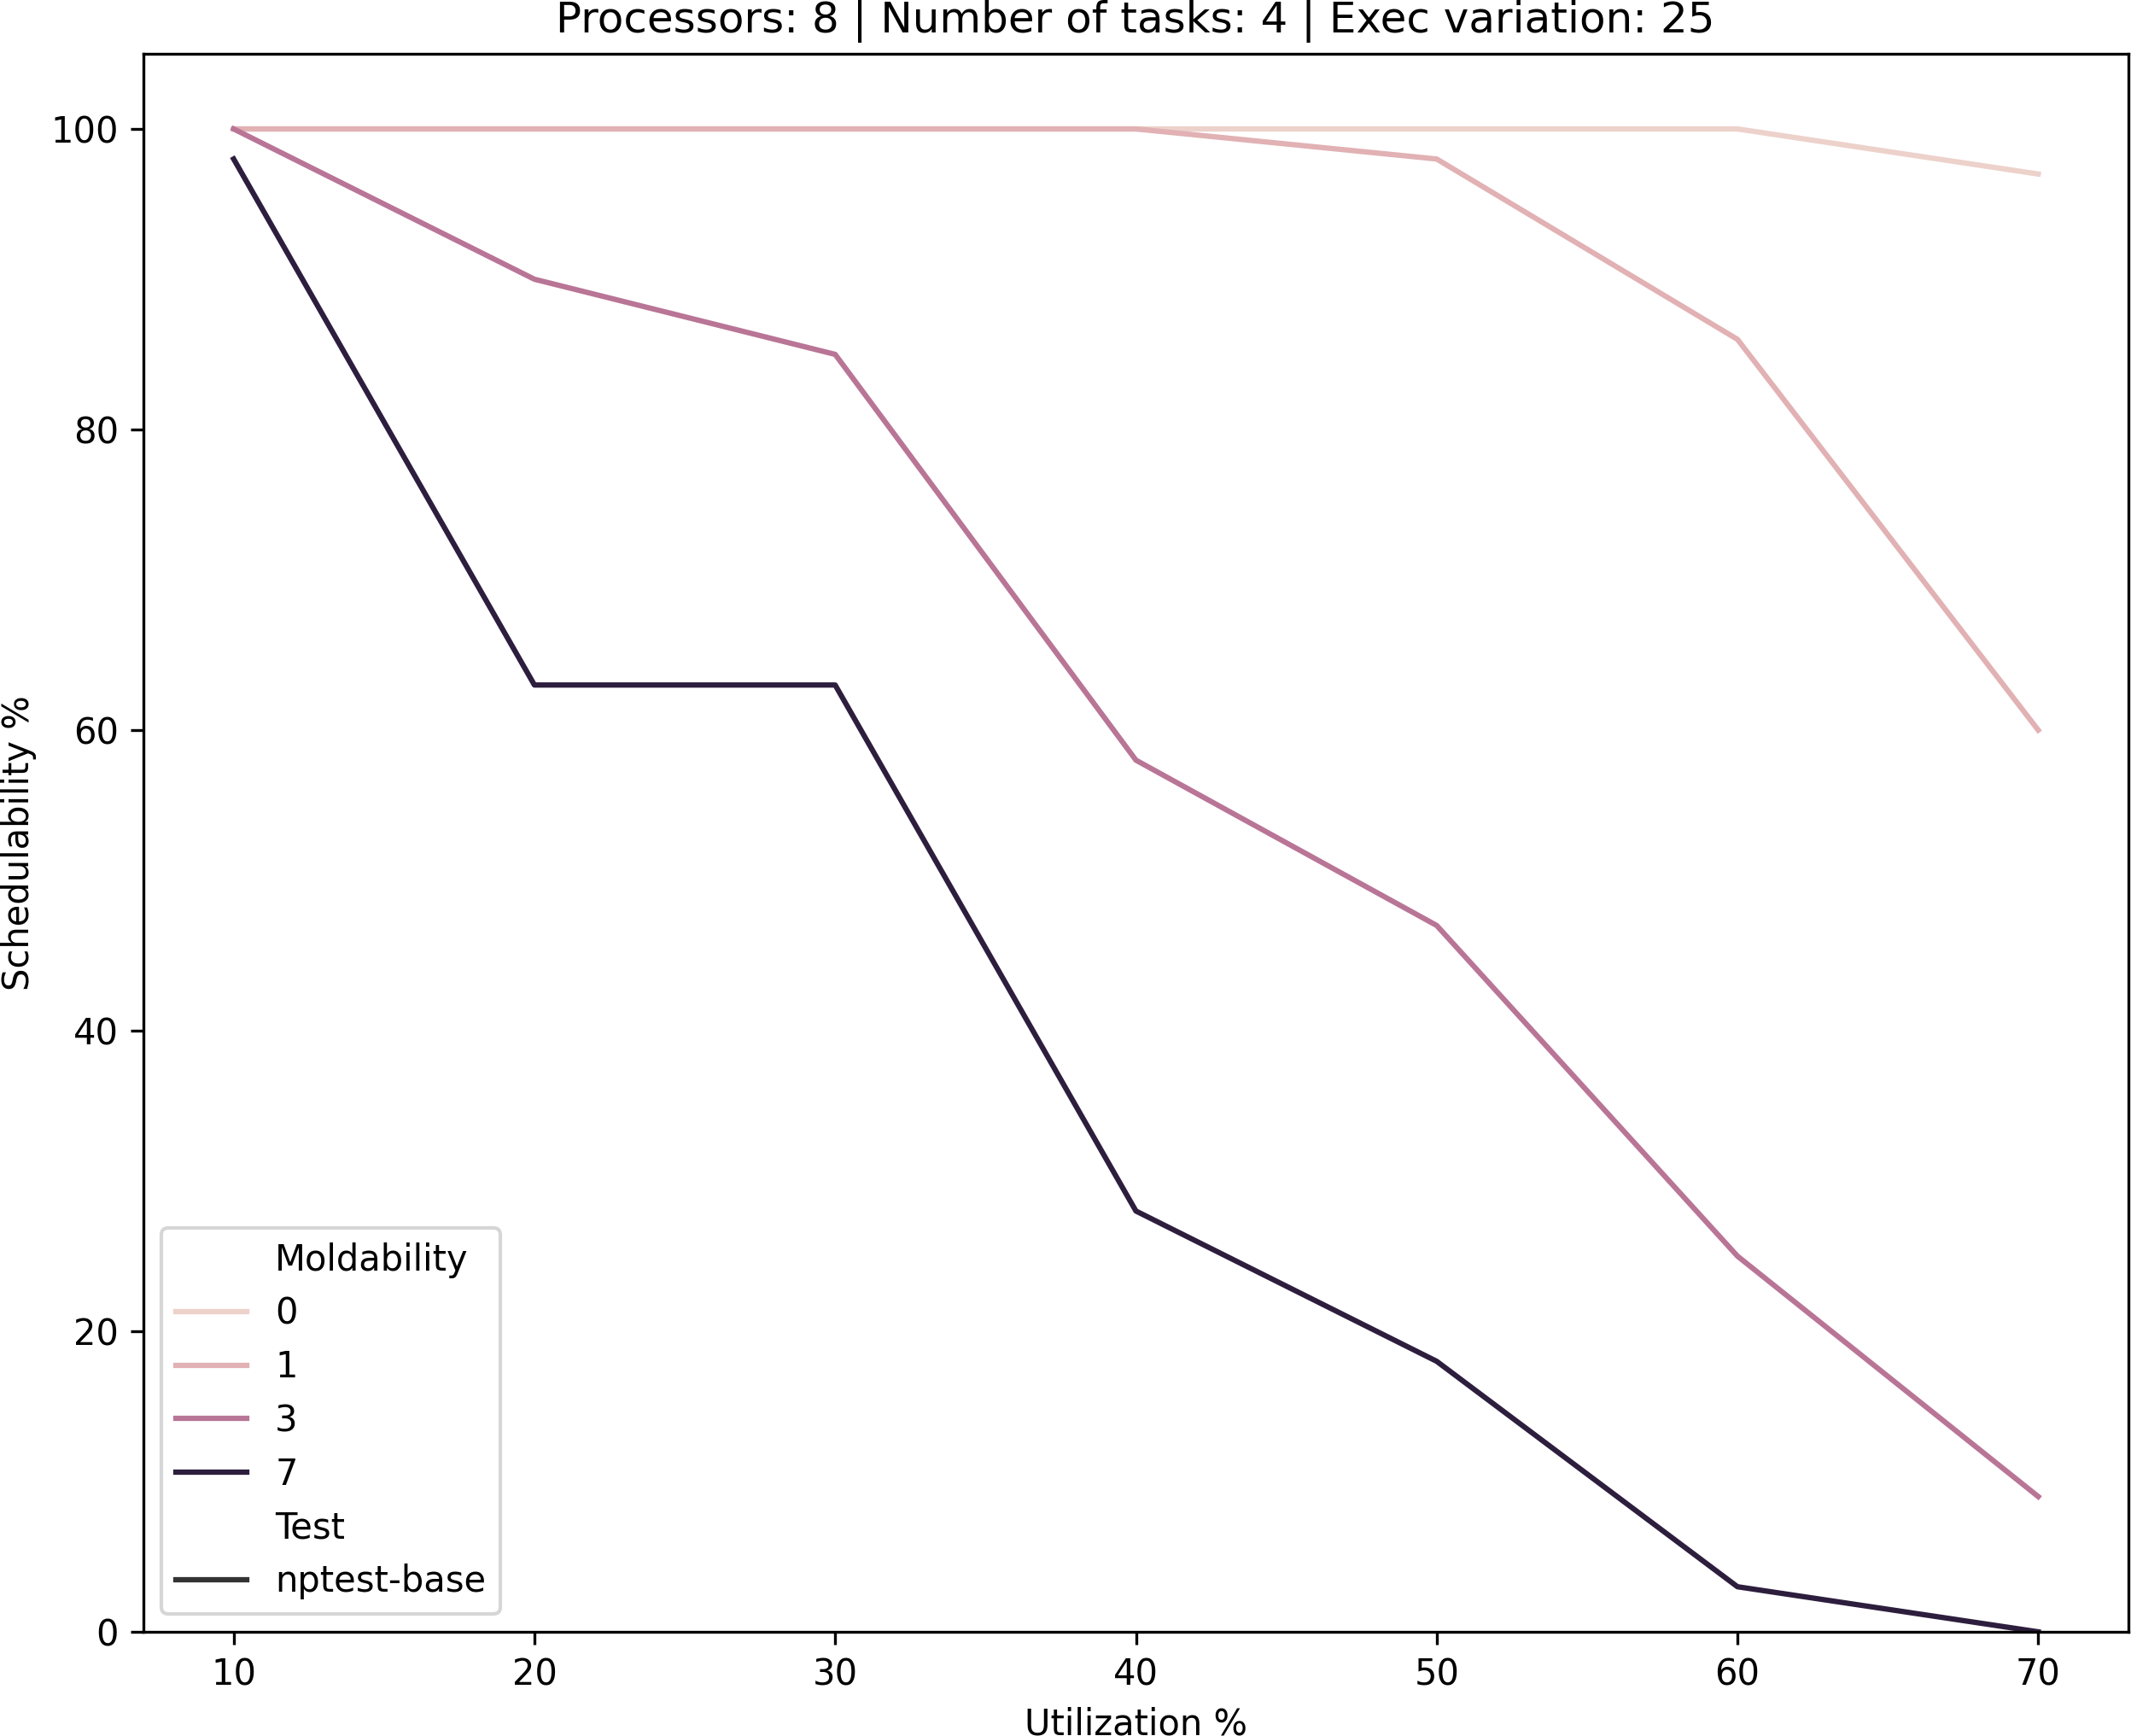 Processors: 8 | Number of tasks: 4 | Exec variation: 25
Schedulability %
100
80
60
40
20
0
Moldability
0
1
3
7
Test
nptest-base
10 20 30 40 50 60 70
Utilization %